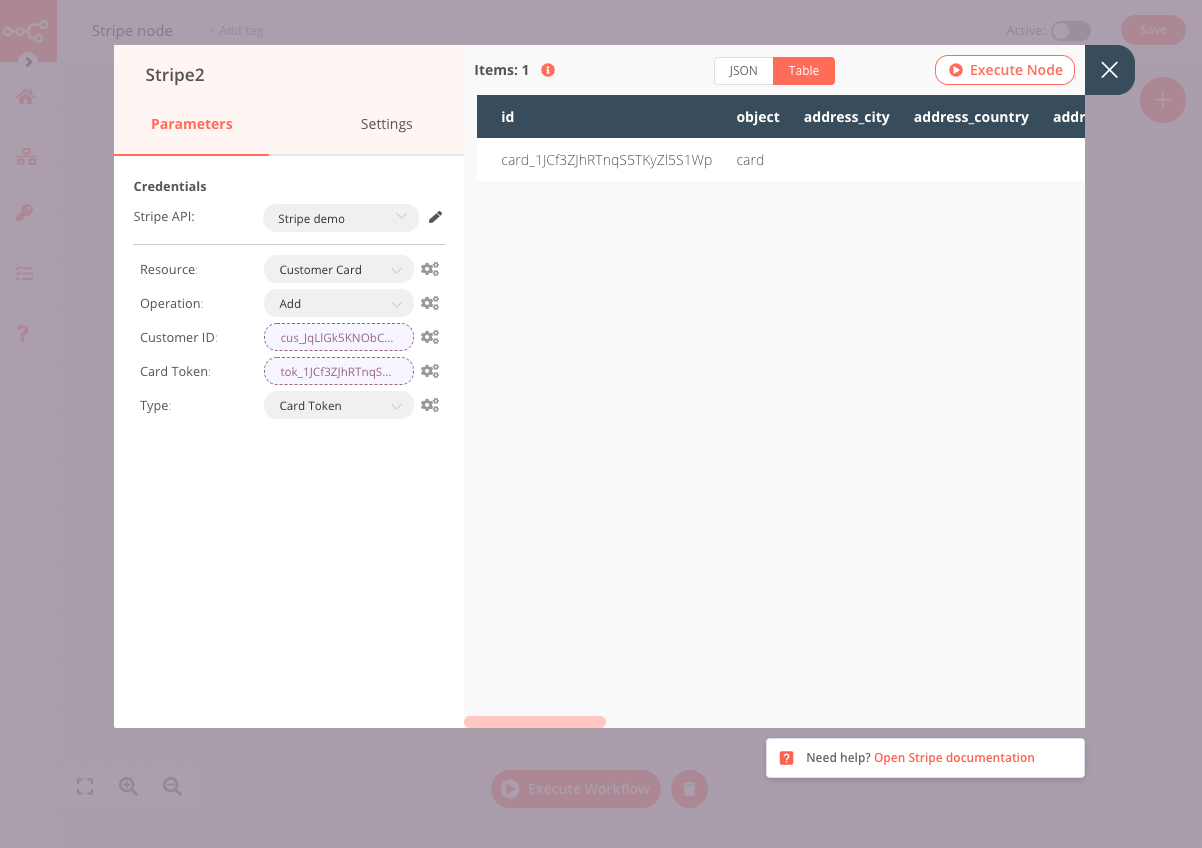 Stripe node + Add tag Active: Save
Stripe2
Parameters Settings
Credentials
Stripe API: Stripe demo
Resource: Customer Card
Operation: Add
Customer ID: cus_JqLlGk5KNObC...
Card Token: tok_1JCf3ZJhRTnqS...
Type: Card Token
Items: 1 JSON Table Execute Node
id object address_city address_country addr
card_1JCf3ZJhRTnqS5TKyZl5S1Wp card
Need help? Open Stripe documentation
Execute Workflow